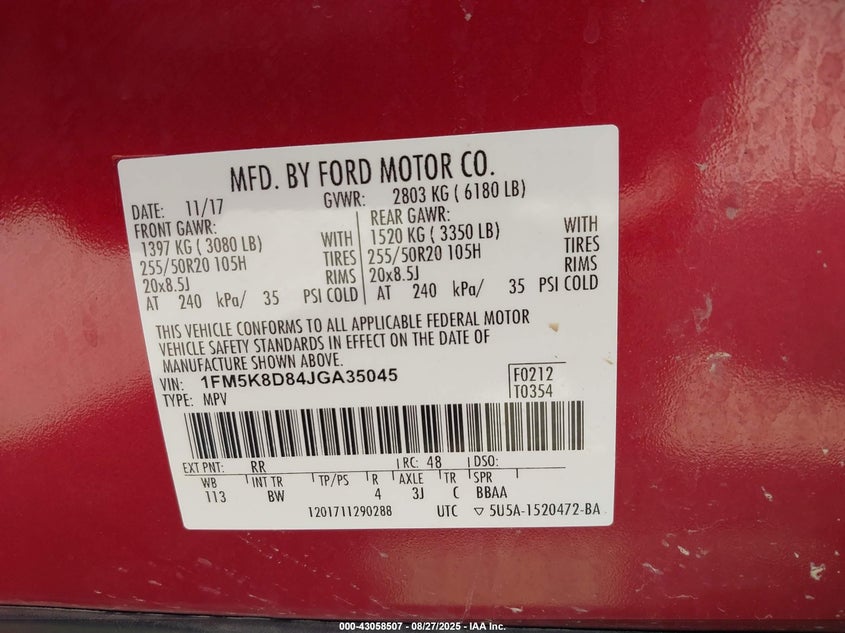 MFD. BY FORD MOTOR CO.
DATE: 11/17 GVWR: 2803 KG ( 6180 LB)
FRONT GAWR: REAR GAWR:
1397 KG ( 3080 LB) WITH 1520 KG ( 3350 LB) WITH
255/50R20 105H TIRES 255/50R20 105H TIRES
20x8.5J RIMS 20x8.5J RIMS
AT 240 kPa/ 35 PSI COLD AT 240 kPa/ 35 PSI COLD
THIS VEHICLE CONFORMS TO ALL APPLICABLE FEDERAL MOTOR
VEHICLE SAFETY STANDARDS IN EFFECT ON THE DATE OF
MANUFACTURE SHOWN ABOVE.
VIN: 1FM5K8D84JGA35045 F0212
TYPE: MPV T0354
EXT PNT: RR RC: 48 DSO:
WB INT TR TP/PS R AXLE TR SPR
113 BW 4 3J C BBAA
1201711290288 UTC ▽ 5U5A-1520472-BA
000-43058507 - 08/27/2025 - IAA Inc.